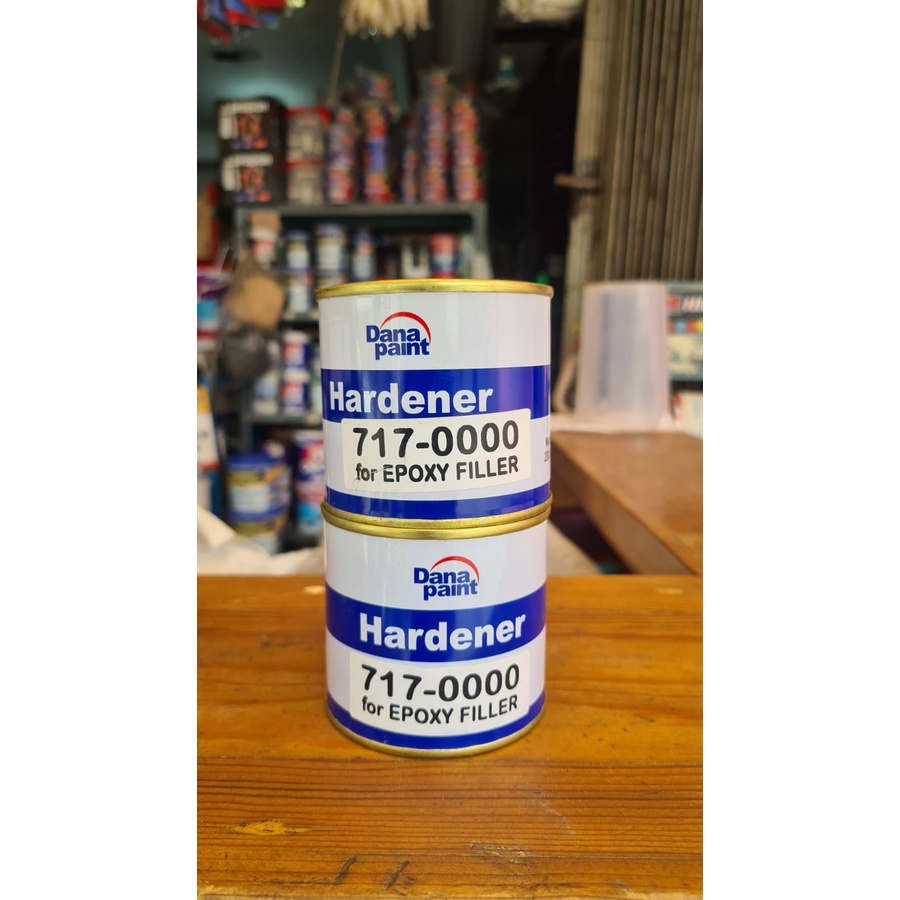 Dana
paint
Hardener
717-0000
for EPOXY FILLER
Dana
paint
Hardener
717-0000
for EPOXY FILLER